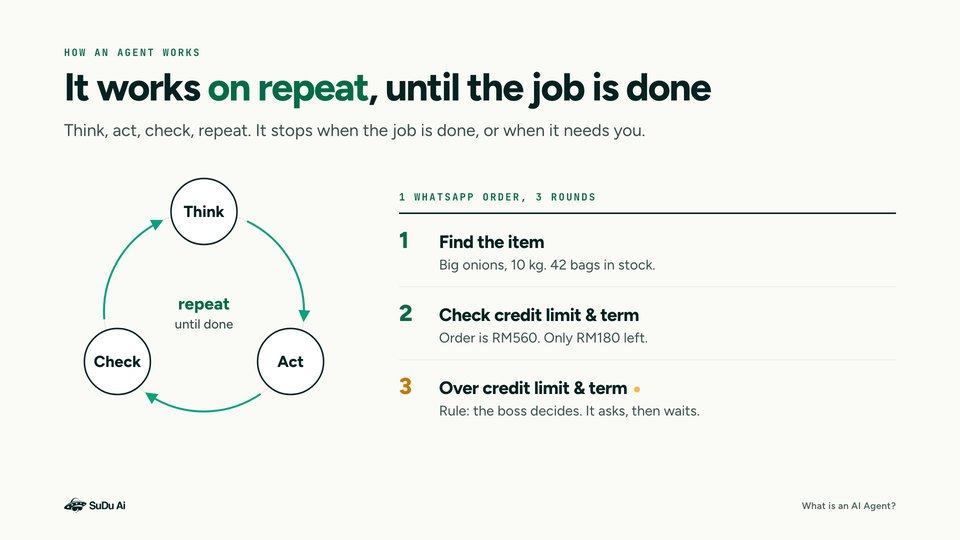 HOW AN AGENT WORKS
It works on repeat, until the job is done
Think, act, check, repeat. It stops when the job is done, or when it needs you.
Think
repeat
until done
Check
Act
1 WHATSAPP ORDER, 3 ROUNDS
1
Find the item
Big onions, 10 kg. 42 bags in stock.
2
Check credit limit & term
Order is RM560. Only RM180 left.
3
Over credit limit & term
Rule: the boss decides. It asks, then waits.
SuDu Ai
What is an AI Agent?